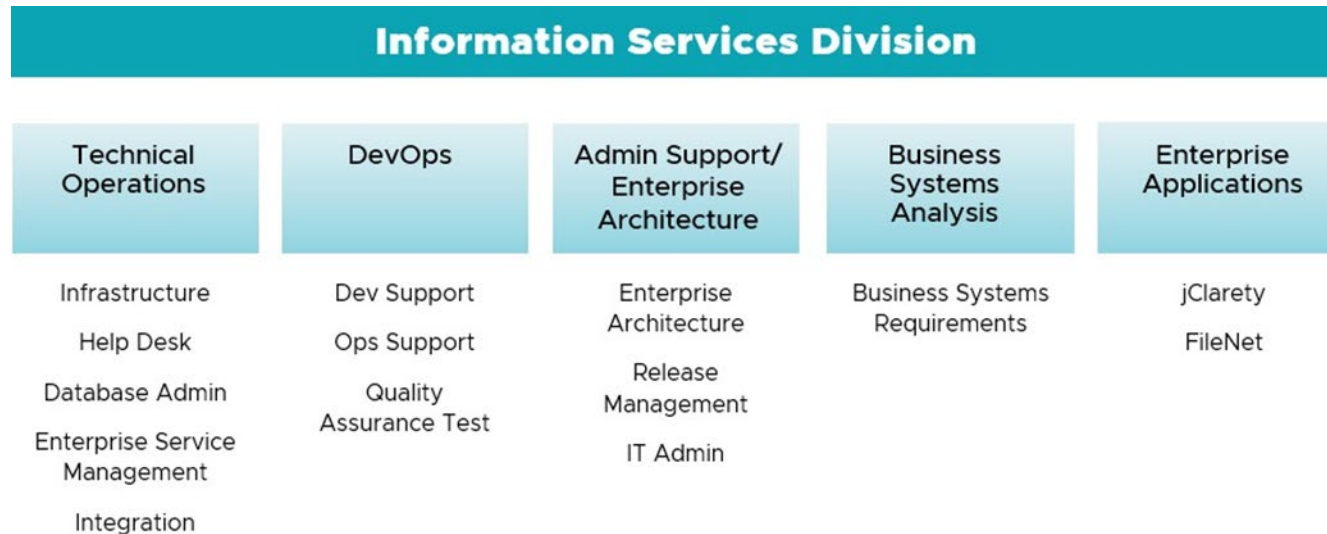 Information Services Division
Technical
Operations
Infrastructure
Help Desk
Database Admin
Enterprise Service
Management
Integration
DevOps
Dev Support
Ops Support
Quality
Assurance Test
Admin Support/
Enterprise
Architecture
Enterprise
Architecture
Release
Management
IT Admin
Business
Systems
Analysis
Business Systems
Requirements
Enterprise
Applications
jClarety
FileNet